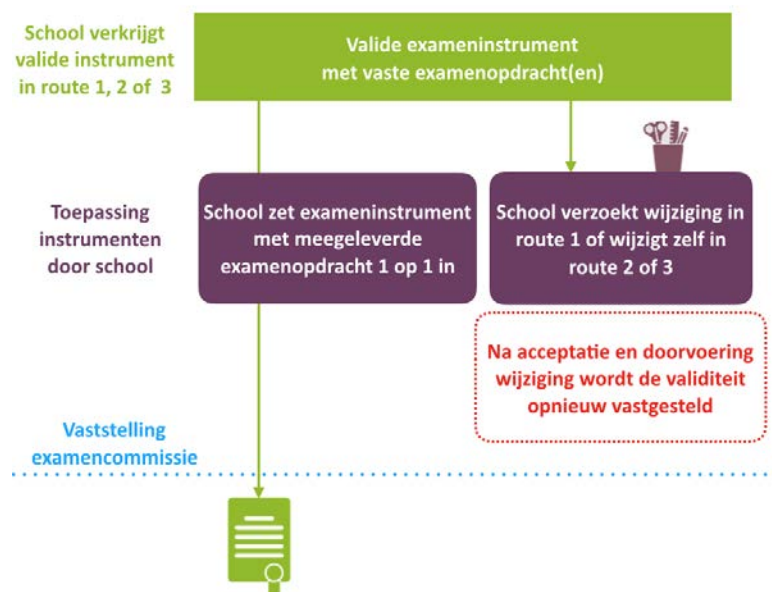 School verkrijgt
valide instrument
in route 1, 2 of 3
Valide exameninstrument
met vaste examenopdracht(en)
Toepassing
instrumenten
door school
School zet exameninstrument
met meegeleverde
examenopdracht 1 op 1 in
School verzoekt wijziging in
route 1 of wijzigt zelf in
route 2 of 3
Na acceptatie en doorvoering
wijziging wordt de validiteit
opnieuw vastgesteld
Vaststelling
examencommissie